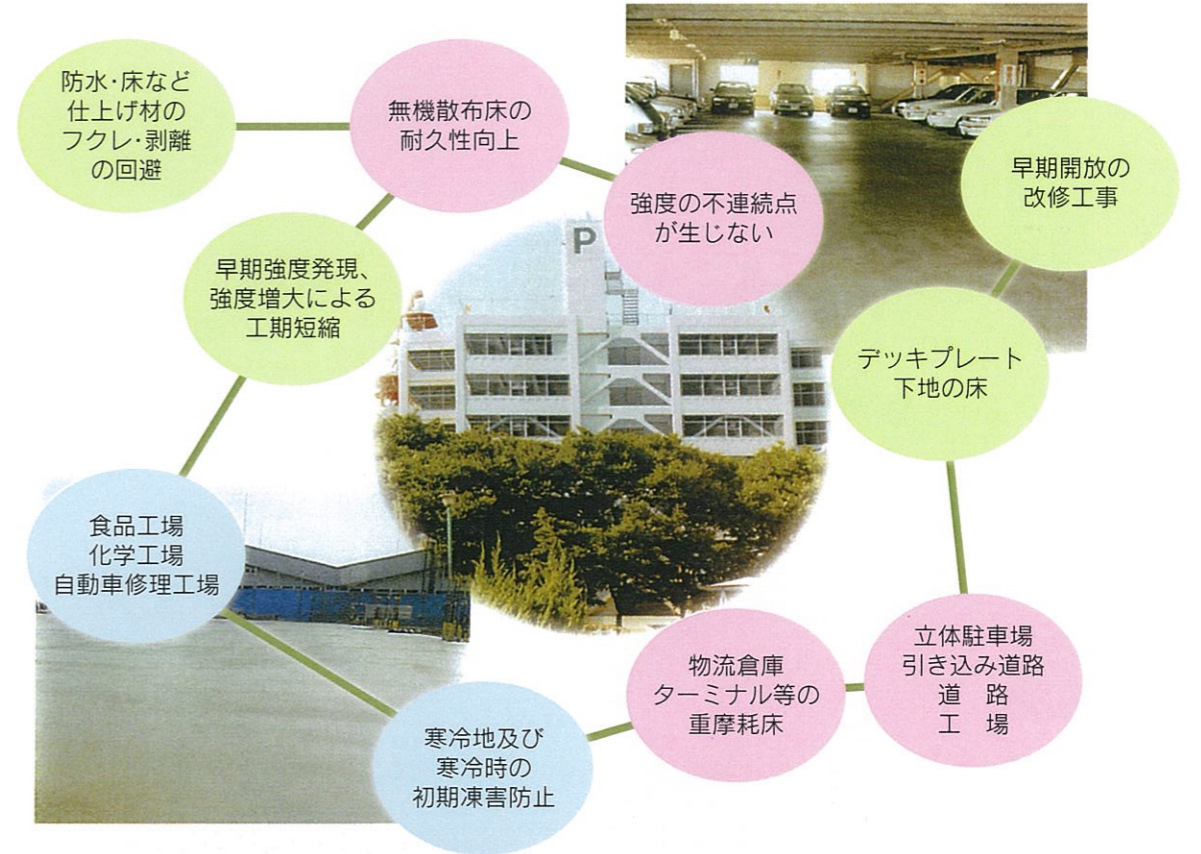 防水・床など
仕上げ材の
フクレ・剥離
の回避
無機散布床の
耐久性向上
強度の不連続点
が生じない
早期開放の
改修工事
P
早期強度発現、
強度増大による
工期短縮
デッキプレート
下地の床
食品工場
化学工場
自動車修理工場
物流倉庫
ターミナル等の
重摩耗床
立体駐車場
引き込み道路
道　路
工　場
寒冷地及び
寒冷時の
初期凍害防止